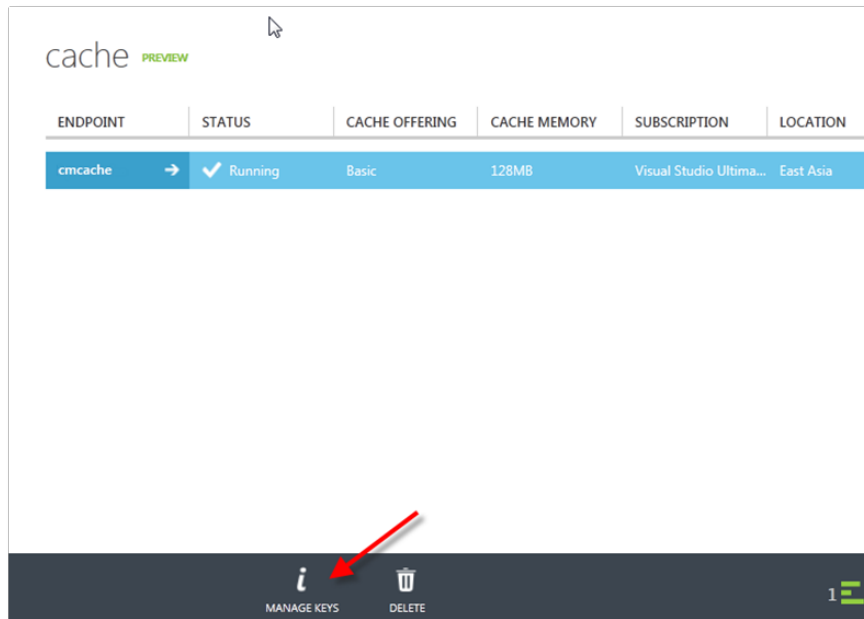 cache PREVIEW
ENDPOINT STATUS CACHE OFFERING CACHE MEMORY SUBSCRIPTION LOCATION
cmcache Running Basic 128MB Visual Studio Ultima... East Asia
MANAGE KEYS DELETE 1